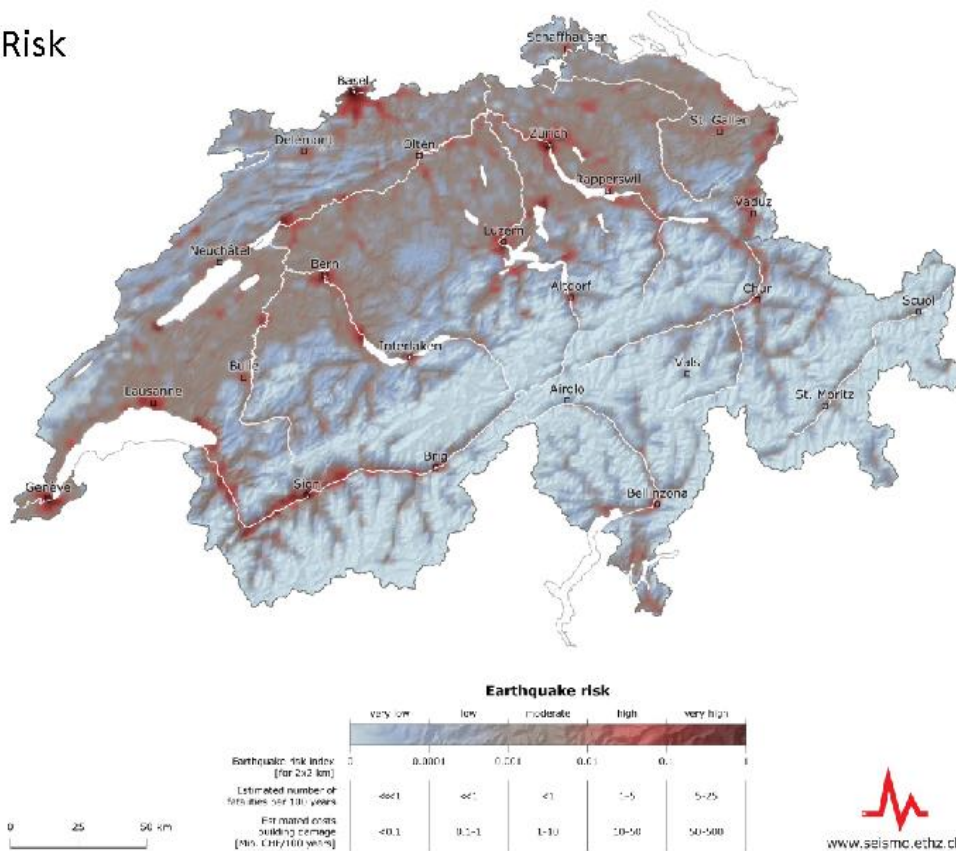 Risk
Schaffhausen
Basel
St. Gallen
Zürich
Delémont
Olten
Rapperswil
Vaduz
Luzern
Neuchâtel
Bern
Altdorf
Chur
Scuol
Interlaken
Bulle
Vals
Lausanne
Airolo
St. Moritz
Brig
Sion
Genève
Bellinzona
Earthquake risk
very low low moderate high very high
Earthquake risk index 0 0.0001 0.001 0.01 0.1 1
[for 2x2 km]
Estimated number of
fatalities per 100 years <<<1 <<1 <1 1-5 5-25
Estimated costs
building damage <0.1 0.1-1 1-10 10-50 50-500
[Mio. CHF/100 years]
0 50 km
www.seismo.ethz.c